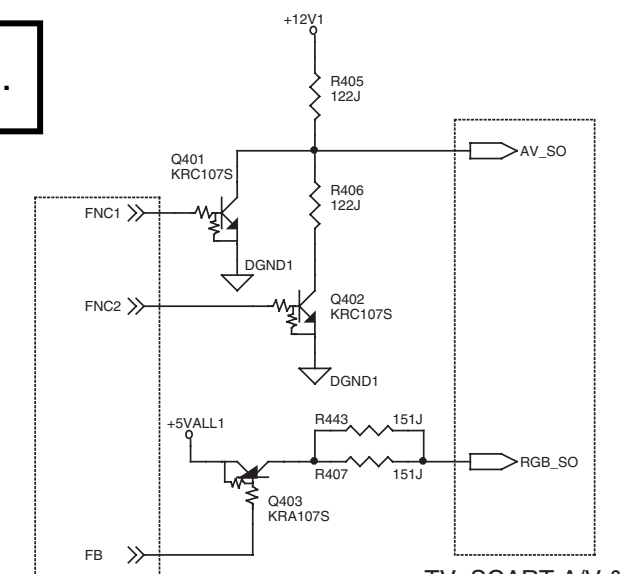 .
+12V1
R405
122J
AV_SO
Q401
KRC107S
R406
122J
FNC1
DGND1
FNC2
Q402
KRC107S
DGND1
+5VALL1
R443 151J
RGB_SO
R407 151J
Q403
KRA107S
FB